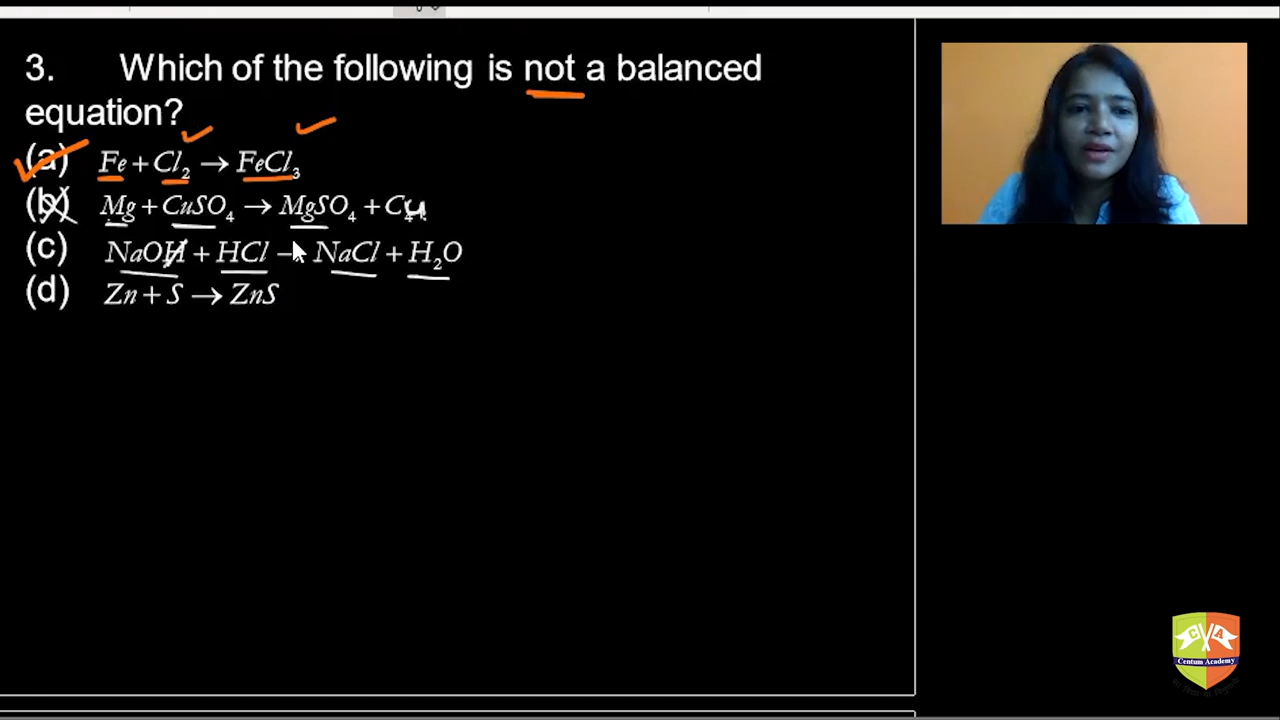 3. Which of the following is not a balanced
equation?
(a) Fe + Cl₂ → FeCl₃
(b) Mg + CuSO₄ → MgSO₄ + Cu
(c) NaOH + HCl → NaCl + H₂O
(d) Zn + S → ZnS
C A
Centum Academy